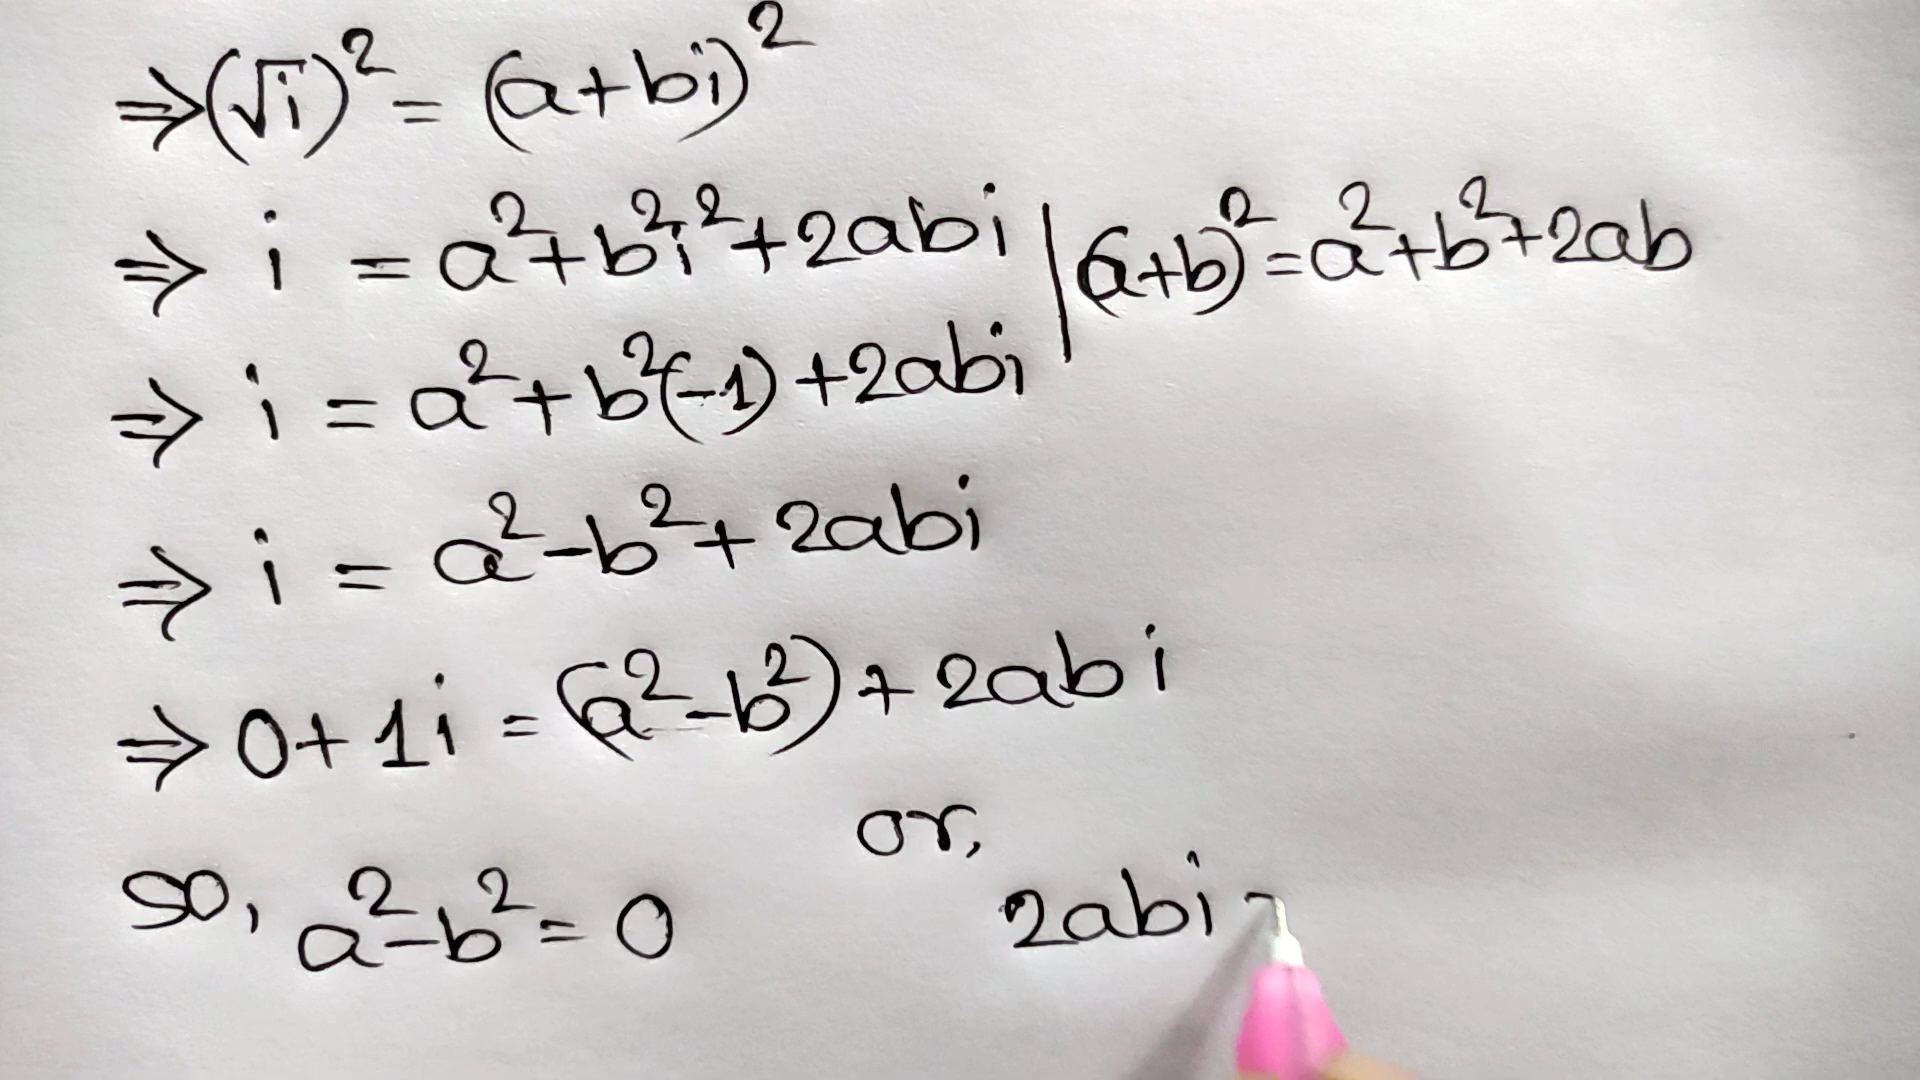 ⇒(√i)² = (a+bi)²
⇒ i = a²+b²i²+2abi | (a+b)²=a²+b²+2ab
⇒ i = a²+b²(-1)+2abi
⇒ i = a²-b²+2abi
⇒ 0+1i = (a²-b²)+2abi
or,
so, a²-b²=0 2abi =